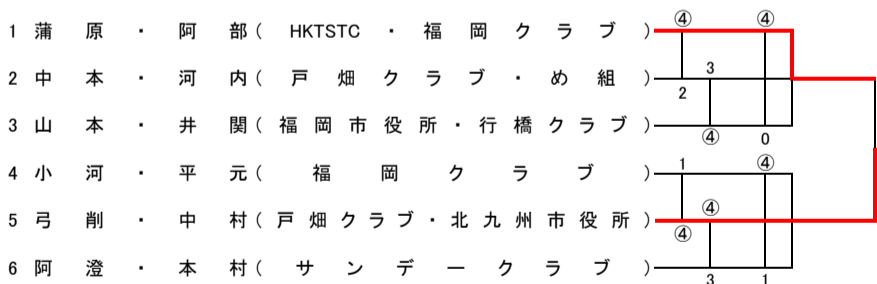 ④ ④
1 蒲原・阿部(HKTSTC・福岡クラブ)
3
2 中本・河内(戸畑クラブ・め組)
2
3 山本・井関(福岡市役所・行橋クラブ)
④ 0
1 ④
4 小河・平元(福岡クラブ)
④
5 弓削・中村(戸畑クラブ・北九州市役所)
④
6 阿澄・本村(サンデークラブ)
3 1